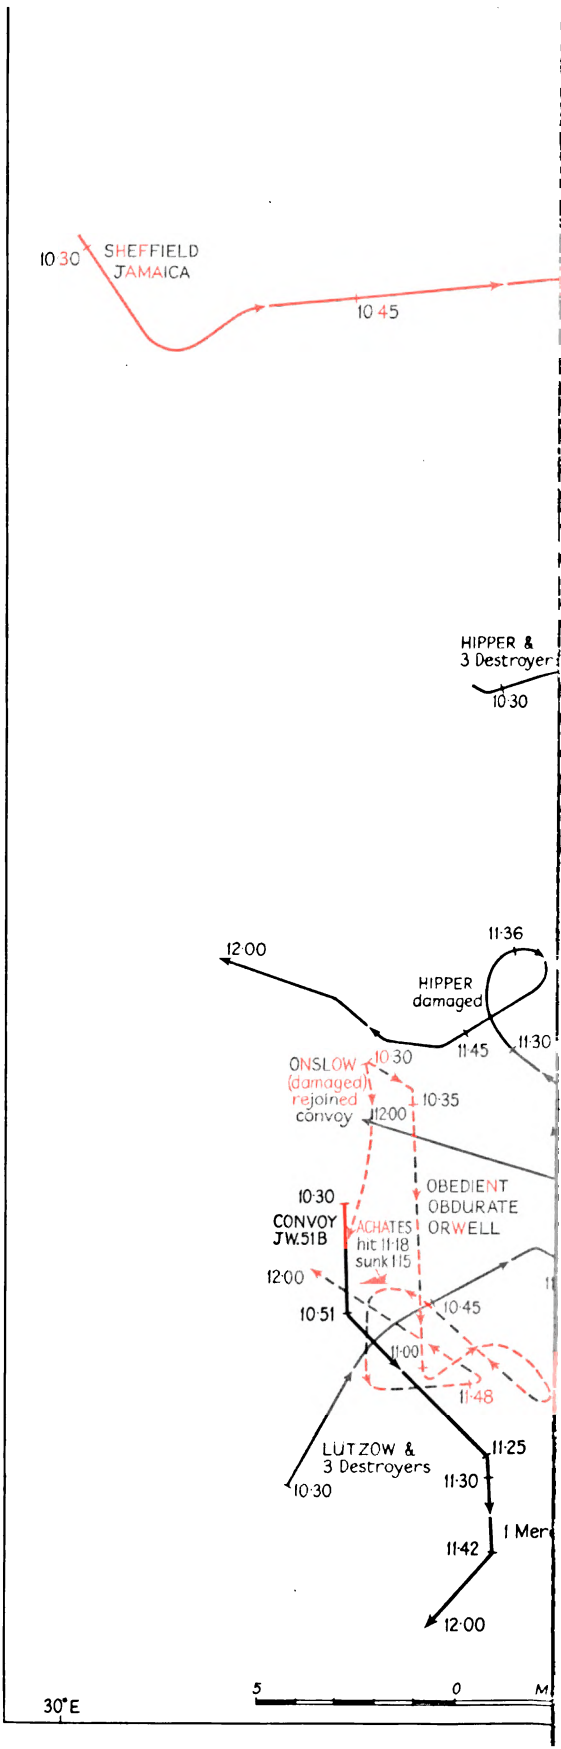 10·30
SHEFFIELD
JAMAICA
10·45
HIPPER &
3 Destroyer
10·30
12·00
11·36
HIPPER
damaged
11·45
11·30
ONSLOW
(damaged)
rejoined
convoy
10·30
10·35
12·00
OBEDIENT
OBDURATE
ORWELL
10·30
CONVOY
J.W.51B
ACHATES
hit 11·18
sunk 1·15
12·00
10·51
10·45
11·00
11·48
LUTZOW &
3 Destroyers
10·30
11·25
11·30
1 Mer
11·42
12·00
5 0 M
30°E